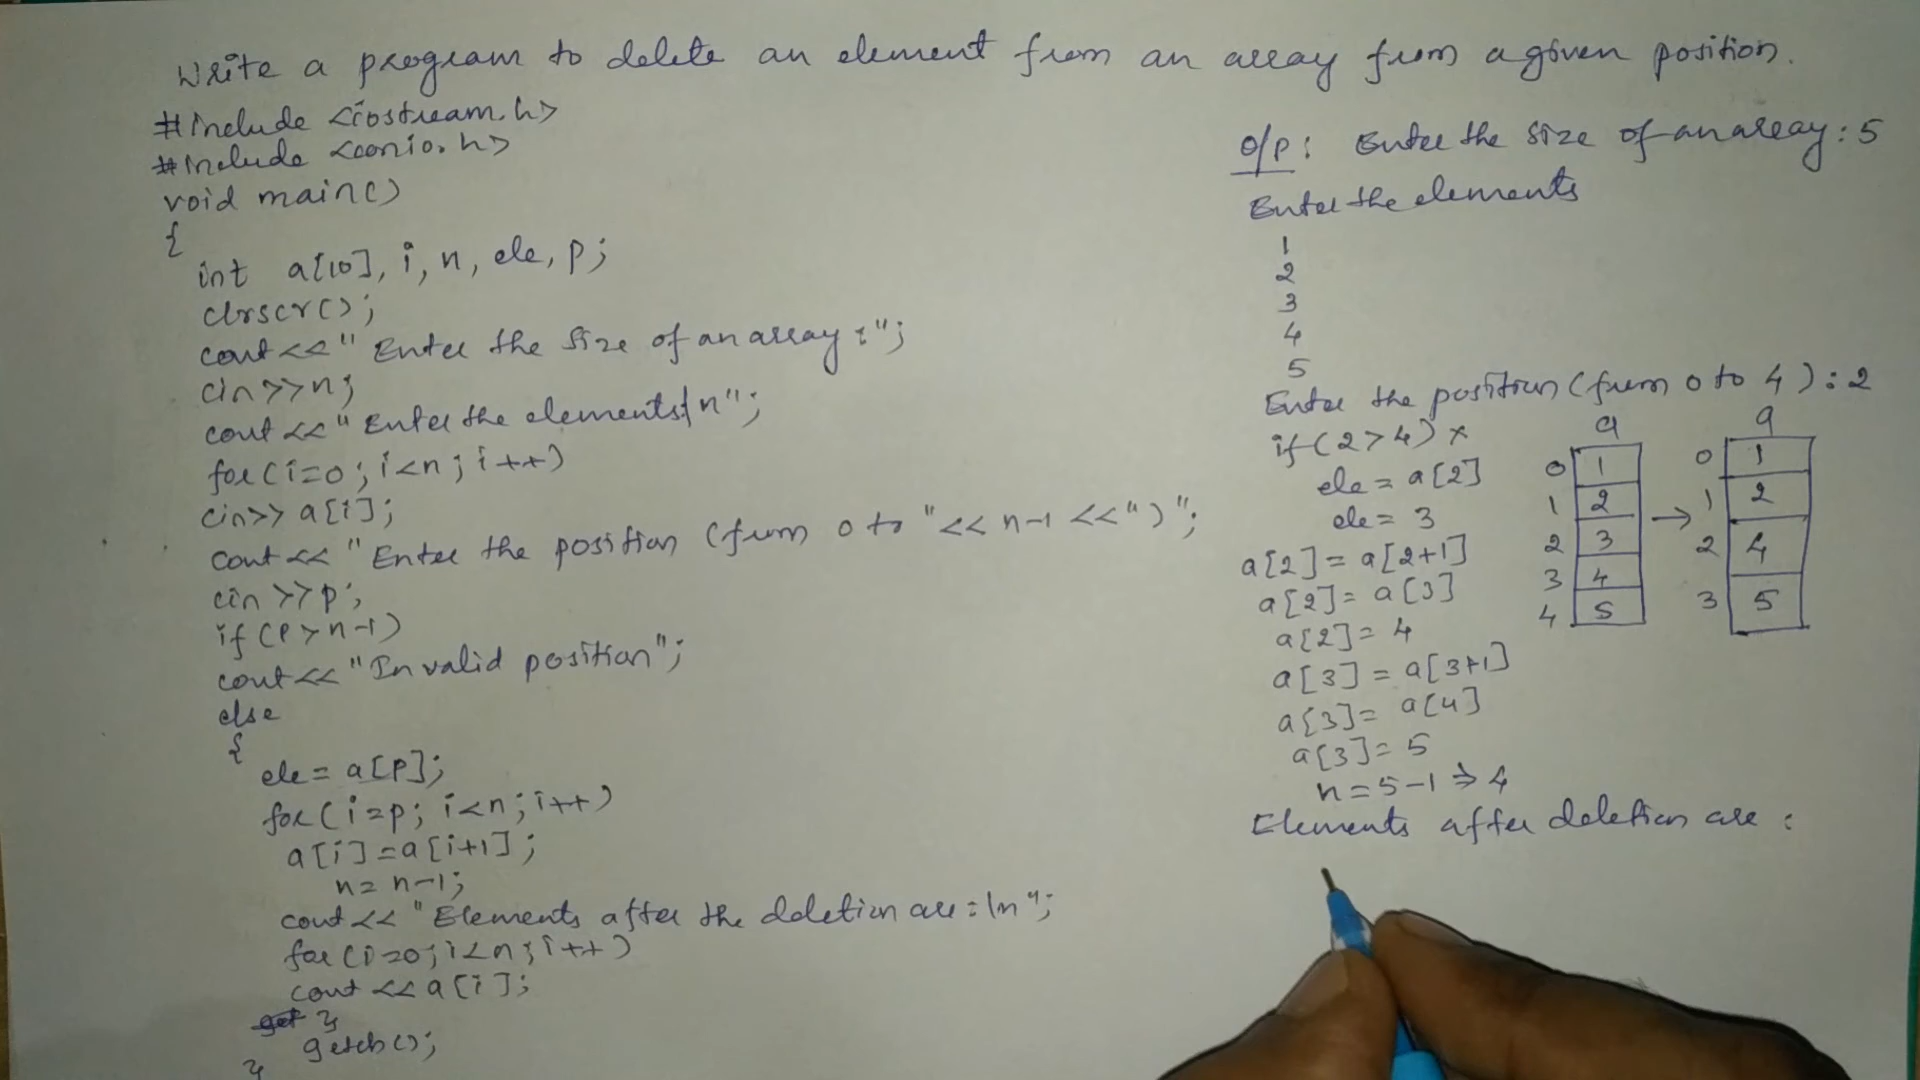 Write a program to delete an element from an array from a given position.
#include <iostream.h>
#include <conio.h>
void main()
{
int a[10], i, n, ele, p;
clrscr();
cout<<"Enter the size of an array:";
cin>>n;
cout<<"Enter the elements\n";
for(i=0;i<n;i++)
cin>>a[i];
cout<<"Enter the position (from 0 to "<<n-1<<")";
cin>>p;
if(p>n-1)
cout<<"Invalid position";
else
{
ele=a[p];
for(i=p;i<n;i++)
a[i]=a[i+1];
n=n-1;
cout<<"Elements after the deletion are:\n";
for(i=0;i<n;i++)
cout<<a[i];
}
getch();
}
O/P: Enter the size of an array: 5
Enter the elements
1
2
3
4
5
Enter the position (from 0 to 4): 2
if(2>4) x
ele = a[2]
ele = 3
a[2] = a[2+1]
a[2] = a[3]
a[2] = 4
a[3] = a[3+1]
a[3] = a[4]
a[3] = 5
n = 5-1 ⇒ 4
Elements after deletion are:
a
0 1
1 2
2 3
3 4
4 5
→
a
0 1
1 2
2 4
3 5